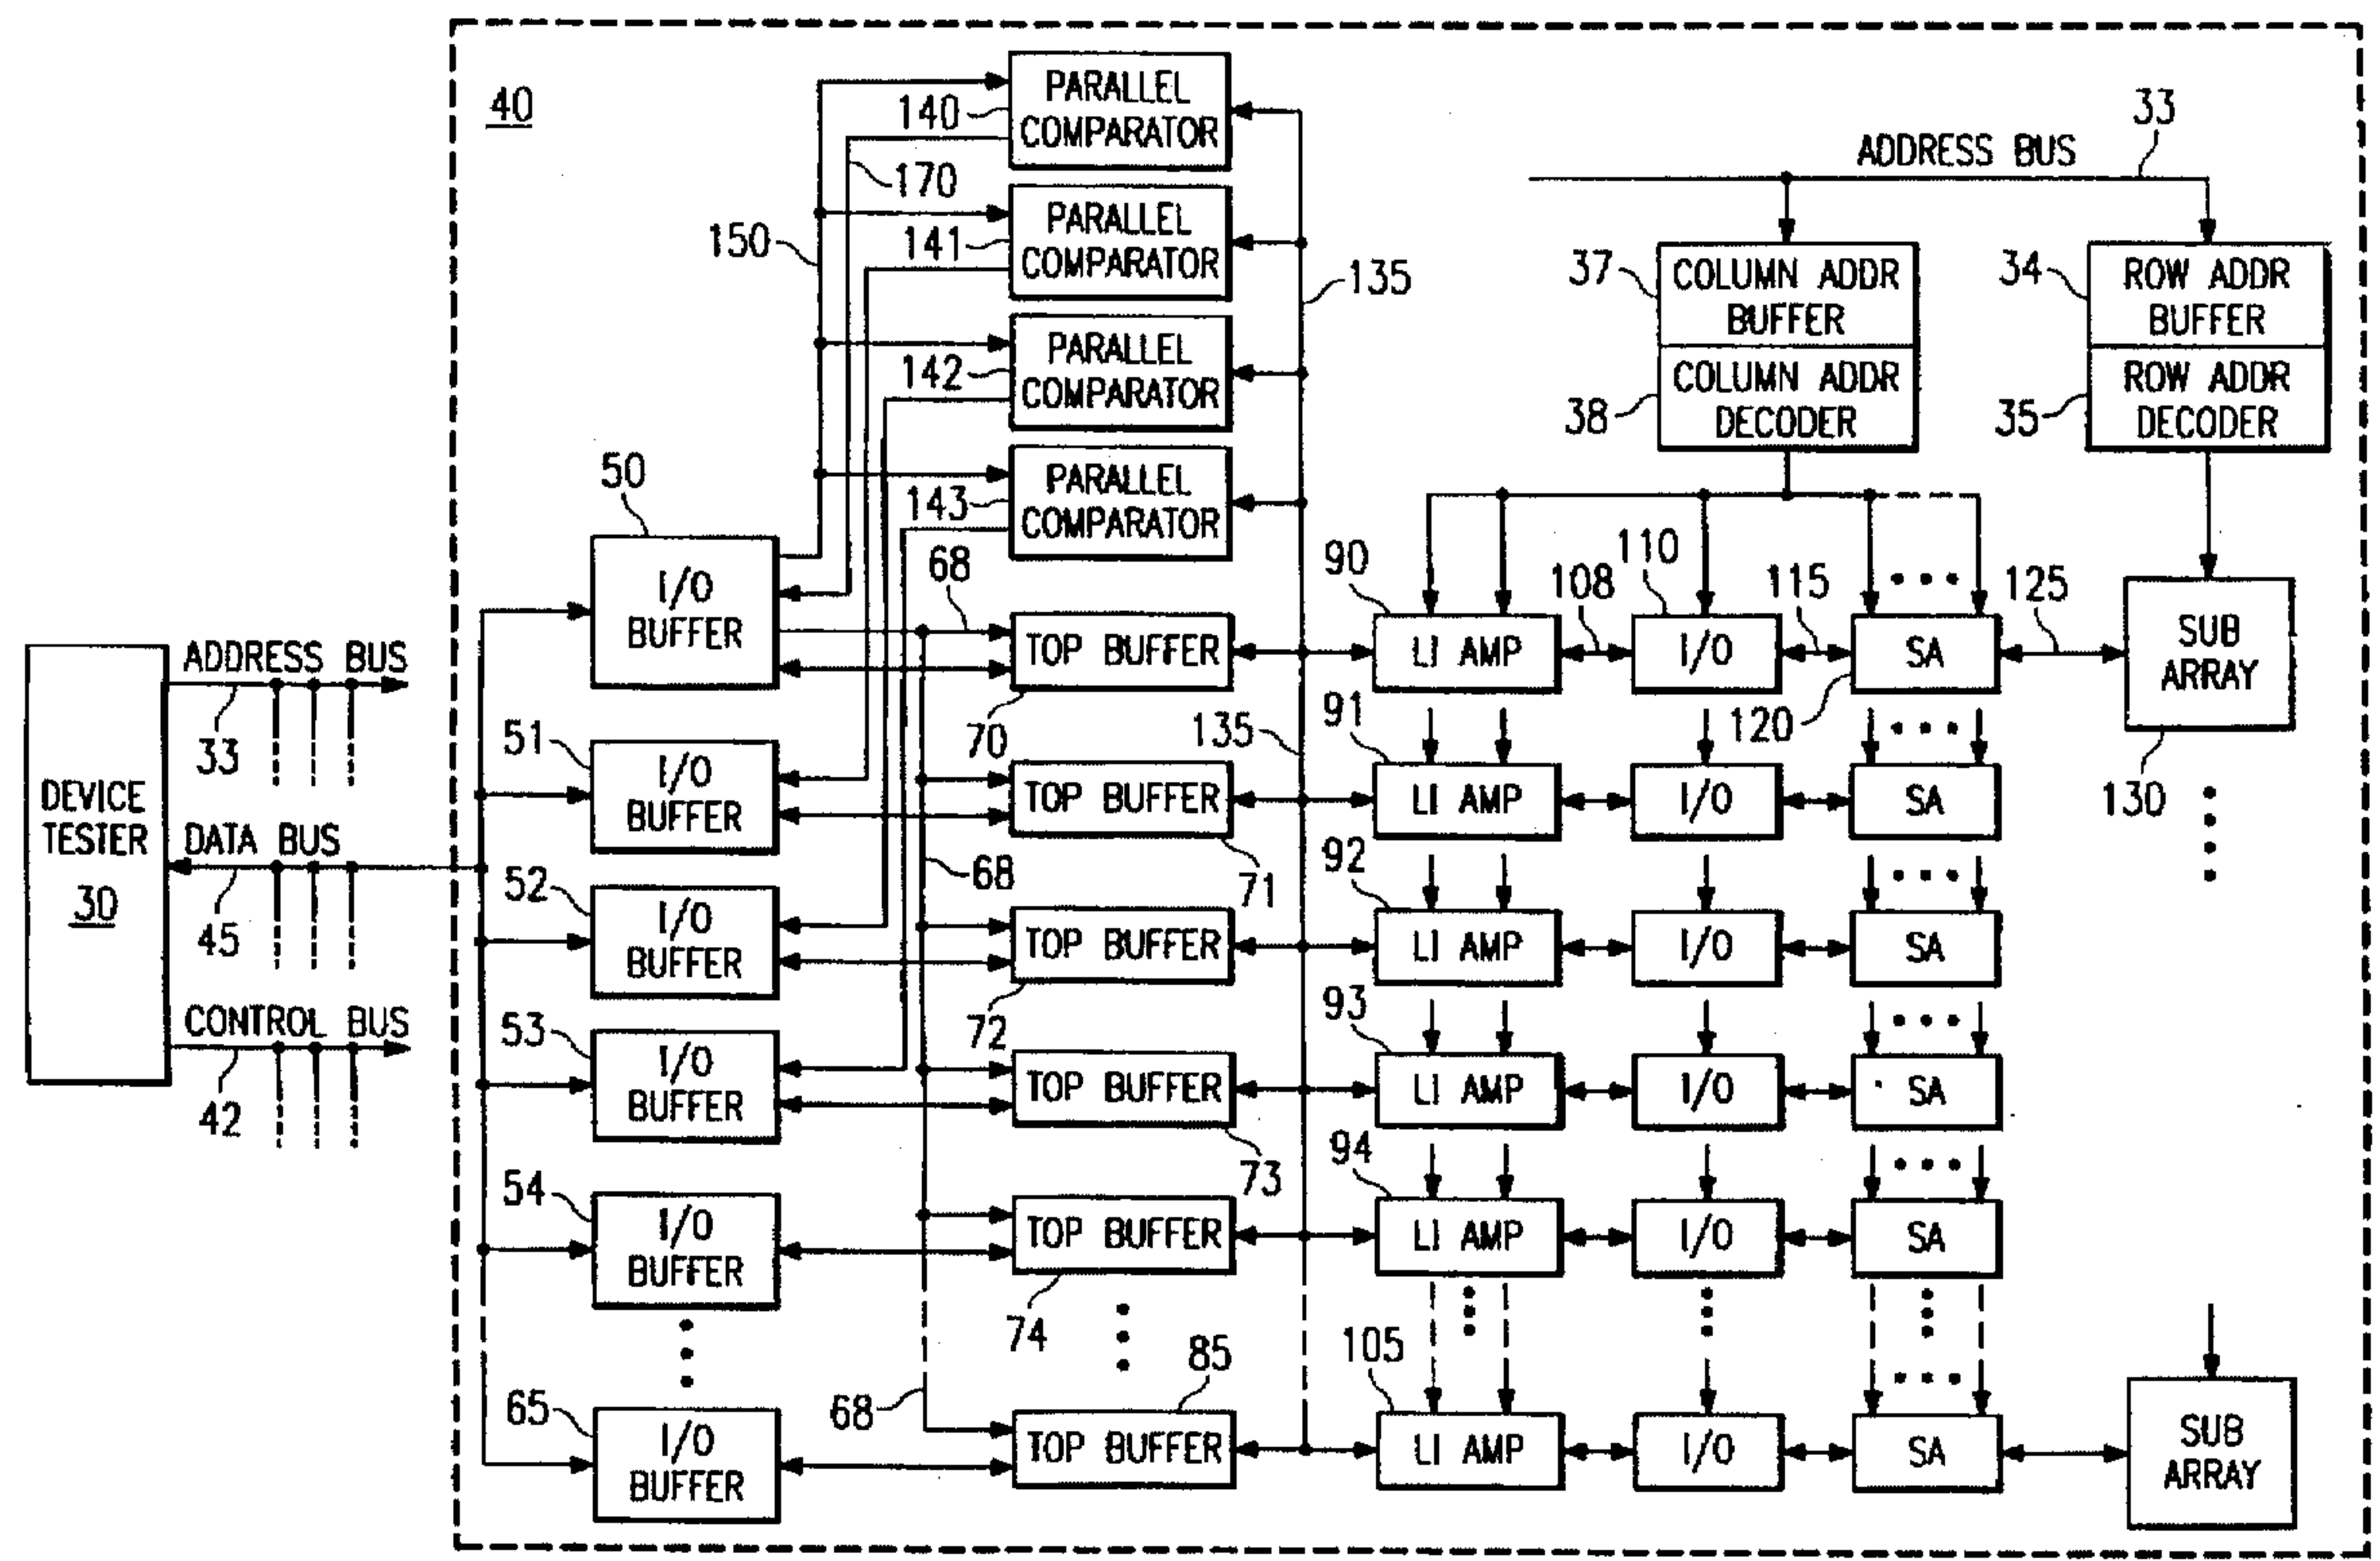 40
PARALLEL
COMPARATOR
140
170
PARALLEL
COMPARATOR
141
150
PARALLEL
COMPARATOR
142
PARALLEL
COMPARATOR
143
135
ADDRESS BUS
33
37
COLUMN ADDR
BUFFER
38
COLUMN ADDR
DECODER
34
ROW ADDR
BUFFER
35
ROW ADDR
DECODER
DEVICE
TESTER
30
ADDRESS BUS
33
DATA BUS
45
CONTROL BUS
42
50
I/O
BUFFER
68
TOP BUFFER
70
90
LI AMP
108
110
I/O
115
SA
120
125
SUB
ARRAY
130
51
I/O
BUFFER
TOP BUFFER
71
135
91
LI AMP
I/O
SA
68
52
I/O
BUFFER
TOP BUFFER
72
92
LI AMP
I/O
SA
53
I/O
BUFFER
TOP BUFFER
73
93
LI AMP
I/O
SA
54
I/O
BUFFER
TOP BUFFER
74
94
LI AMP
I/O
SA
65
I/O
BUFFER
68
85
TOP BUFFER
105
LI AMP
I/O
SA
SUB
ARRAY